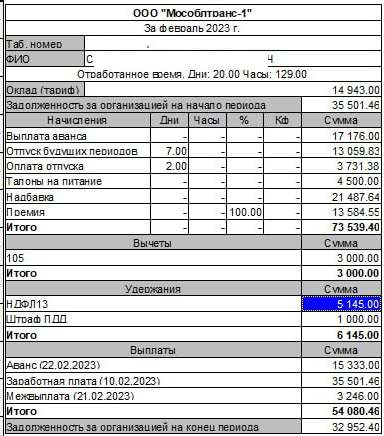 ООО "Мособлтранс-1"
За февраль 2023 г.
Таб. номер
ФИО
Отработанное время. Дни: 20.00 Часы: 129.00
Оклад (тариф) 14 943.00
Задолженность за организацией на начало периода 35 501.46
Начисления Дни Часы % Кф Сумма
Выплата аванса - - - - 17 176.00
Отпуск будущих периодов 7.00 - - - 13 059.83
Оплата отпуска 2.00 - - - 3 731.38
Талоны на питание - - - - 4 500.00
Надбавка - - - - 21 487.64
Премия - - 100.00 - 13 584.55
Итого - - - - 73 539.40
Вычеты Сумма
105 3 000.00
Итого 3 000.00
Удержания Сумма
НДФЛ13 5 145.00
Штраф ПДД 1 000.00
Итого 6 145.00
Выплаты Сумма
Аванс (22.02.2023) 15 333.00
Заработная плата (10.02.2023) 35 501.46
Межвыплата (21.02.2023) 3 246.00
Итого 54 080.46
Задолженность за организацией на конец периода 32 952.40